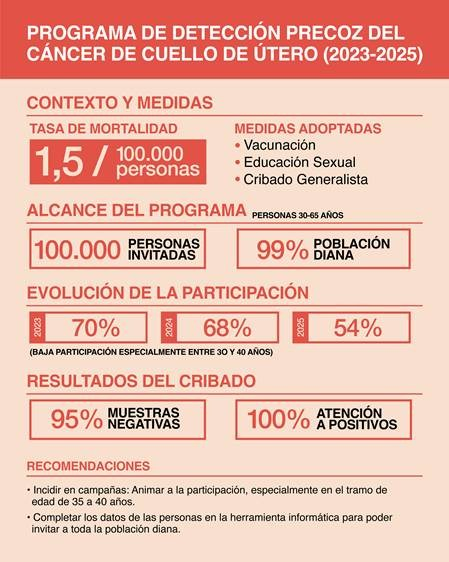 PROGRAMA DE DETECCIÓN PRECOZ DEL
CÁNCER DE CUELLO DE ÚTERO (2023-2025)
CONTEXTO Y MEDIDAS
TASA DE MORTALIDAD
1,5 / 100.000
personas
MEDIDAS ADOPTADAS
• Vacunación
• Educación Sexual
• Cribado Generalista
ALCANCE DEL PROGRAMA PERSONAS 30-65 AÑOS
100.000 PERSONAS
INVITADAS
99% POBLACIÓN
DIANA
EVOLUCIÓN DE LA PARTICIPACIÓN
2023 70%
2024 68%
2025 54%
(BAJA PARTICIPACIÓN ESPECIALMENTE ENTRE 3O Y 40 AÑOS)
RESULTADOS DEL CRIBADO
95% MUESTRAS
NEGATIVAS
100% ATENCIÓN
A POSITIVOS
RECOMENDACIONES
• Incidir en campañas: Animar a la participación, especialmente en el tramo de
edad de 35 a 40 años.
• Completar los datos de las personas en la herramienta informática para poder
invitar a toda la población diana.